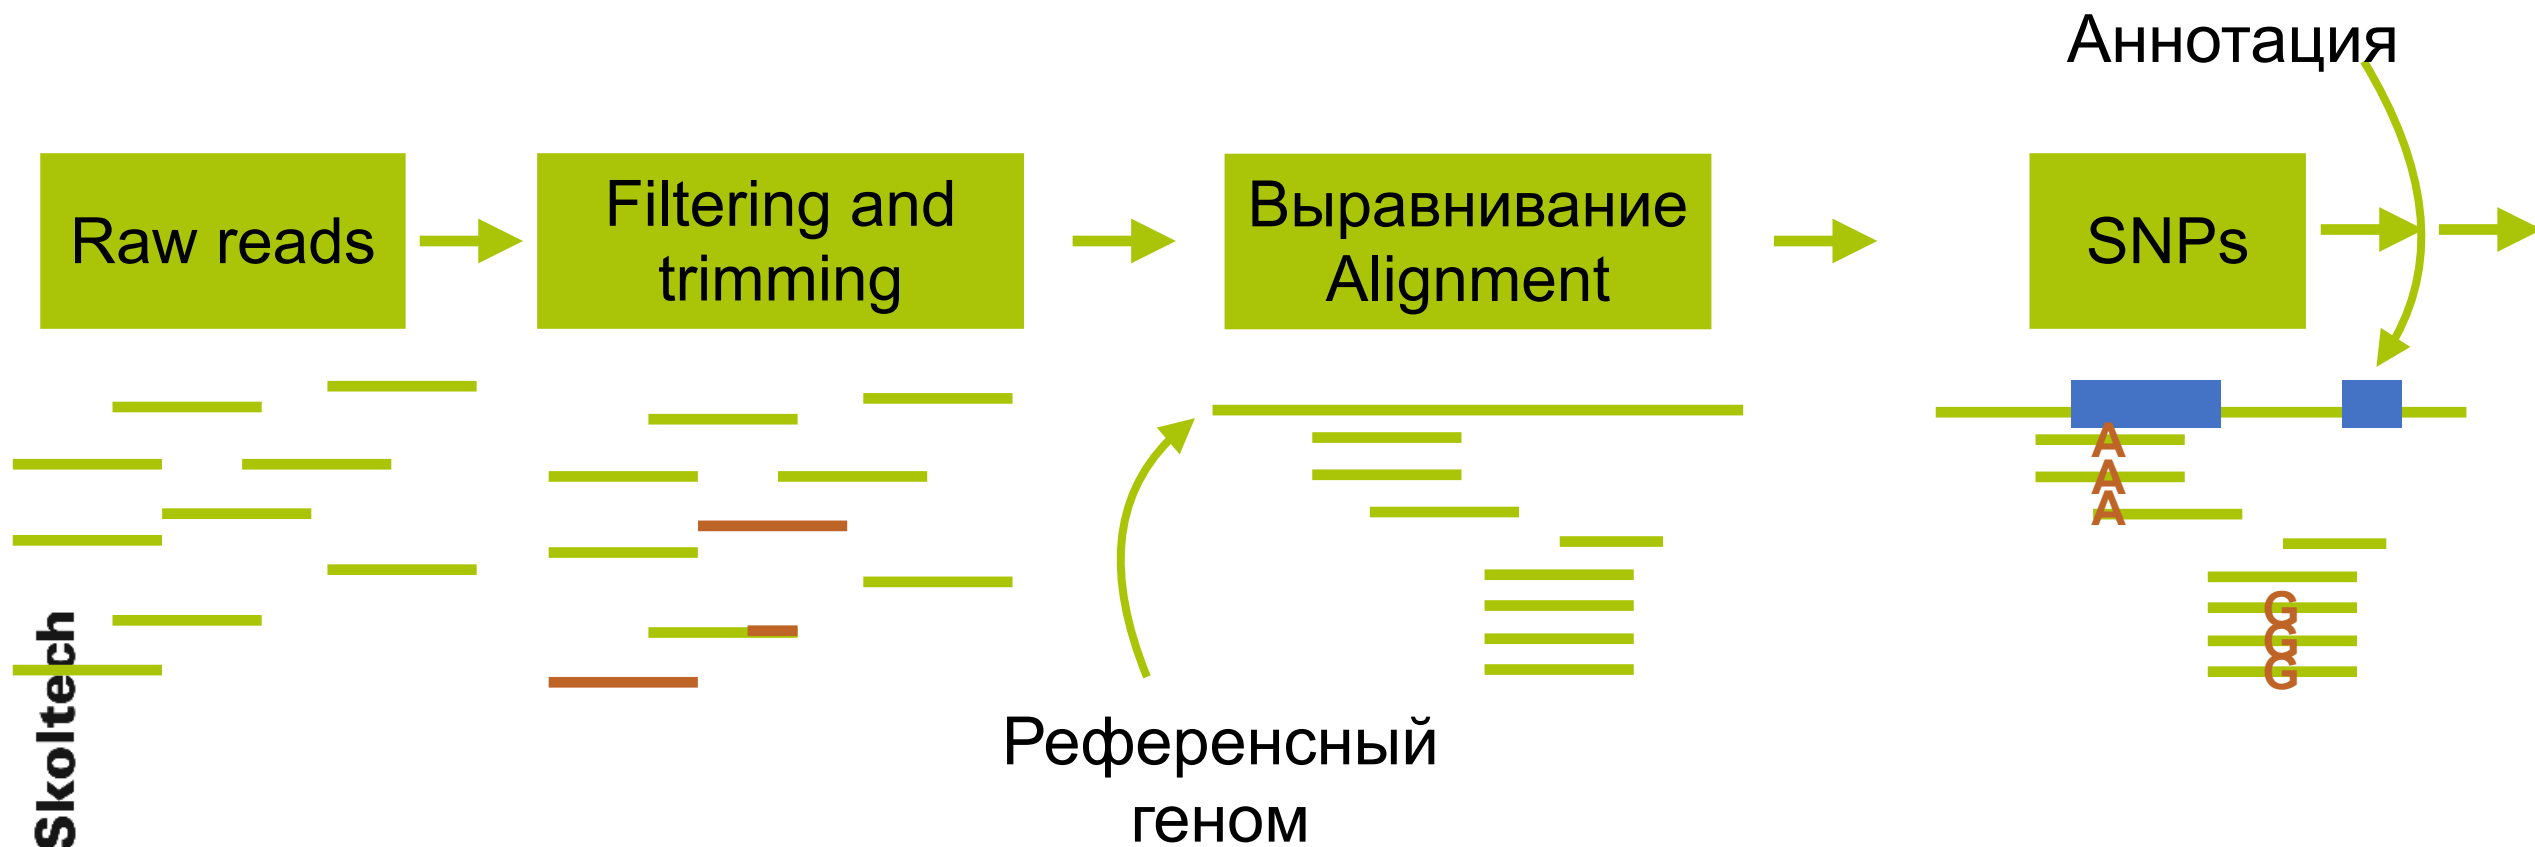 Аннотация
Raw reads
Filtering and
trimming
Выравнивание
Alignment
SNPs
A
A
A
G
G
G
Референсный
геном
Skoltech